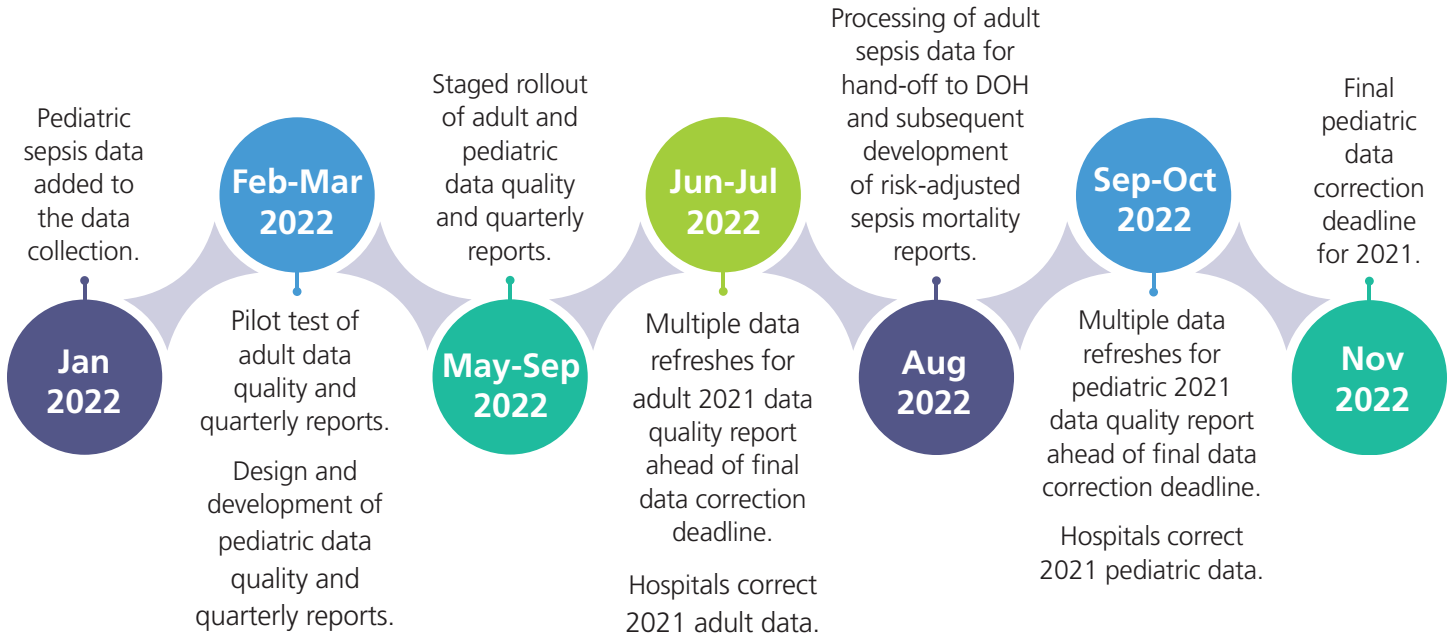 Pediatric
sepsis data
added to
the data
collection.
Jan
2022
Feb-Mar
2022
Pilot test of
adult data
quality and
quarterly reports.
Design and
development of
pediatric data
quality and
quarterly reports.
Staged rollout
of adult and
pediatric
data quality
and quarterly
reports.
May-Sep
2022
Jun-Jul
2022
Multiple data
refreshes for
adult 2021 data
quality report
ahead of final
data correction
deadline.
Hospitals correct
2021 adult data.
Processing of adult
sepsis data for
hand-off to DOH
and subsequent
development
of risk-adjusted
sepsis mortality
reports.
Aug
2022
Sep-Oct
2022
Multiple data
refreshes for
pediatric 2021
data quality report
ahead of final data
correction deadline.
Hospitals correct
2021 pediatric data.
Final
pediatric
data
correction
deadline
for 2021.
Nov
2022